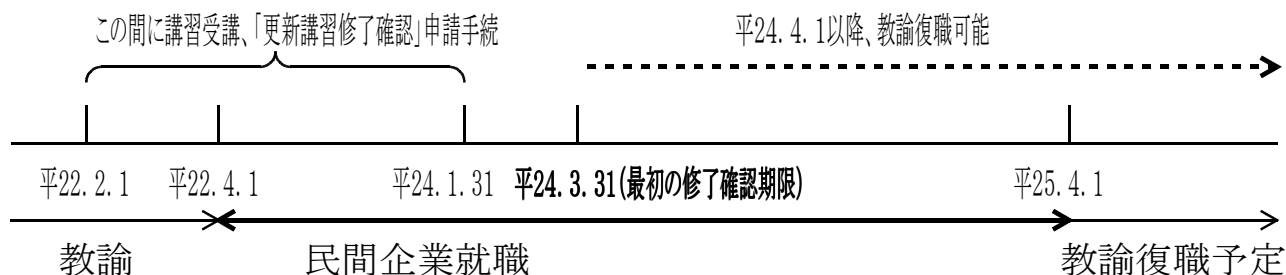 この間に講習受講、「更新講習修了確認」申請手続
平24.4.1以降、教諭復職可能
平22.2.1 平22.4.1 平24.1.31 平24.3.31(最初の修了確認期限) 平25.4.1
教諭 民間企業就職 教諭復職予定